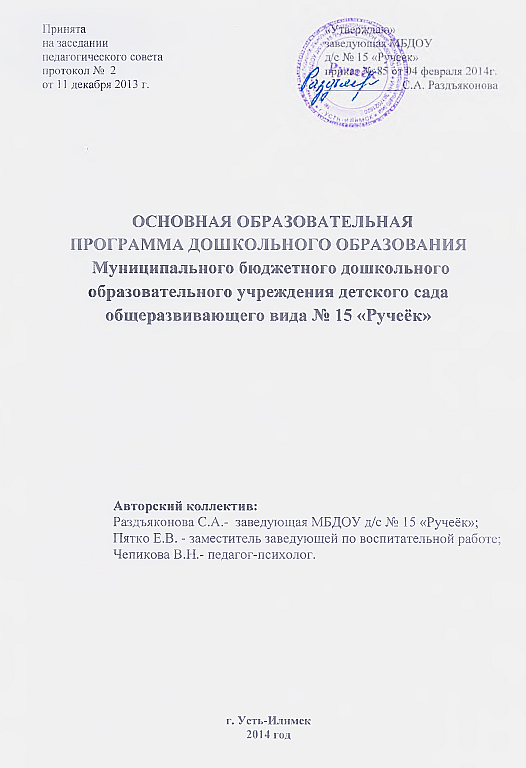 Принята
на заседании
педагогического совета
протокол № 2
от 11 декабря 2013 г.
«Утверждаю»
заведующая МБДОУ
д/с № 15 «Ручеёк»
приказ № 85 от 04 февраля 2014г.
С.А. Раздъяконова
ОСНОВНАЯ ОБРАЗОВАТЕЛЬНАЯ
ПРОГРАММА ДОШКОЛЬНОГО ОБРАЗОВАНИЯ
Муниципального бюджетного дошкольного
образовательного учреждения детского сада
общеразвивающего вида № 15 «Ручеёк»
Авторский коллектив:
Раздъяконова С.А.- заведующая МБДОУ д/с № 15 «Ручеёк»;
Пятко Е.В. - заместитель заведующей по воспитательной работе;
Чепикова В.Н.- педагог-психолог.
г. Усть-Илимск
2014 год